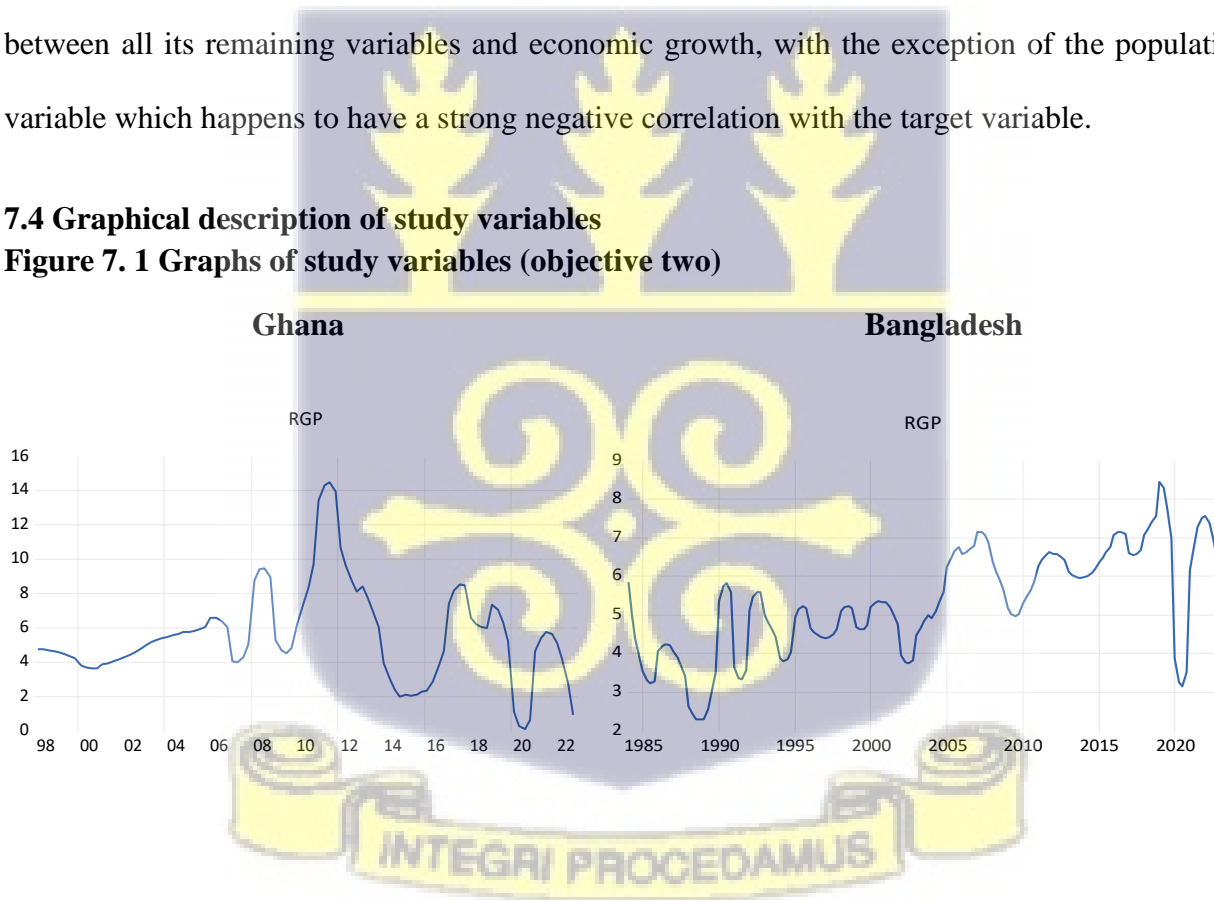 between all its remaining variables and economic growth, with the exception of the populati
variable which happens to have a strong negative correlation with the target variable.
7.4 Graphical description of study variables
Figure 7. 1 Graphs of study variables (objective two)
Ghana Bangladesh
RGP
16
14
12
10
8
6
4
2
0
98 00 02 04 06 08 10 12 14 16 18 20 22
RGP
9
8
7
6
5
4
3
2
1985 1990 1995 2000 2005 2010 2015 2020
INTEGRI PROCEDAMUS